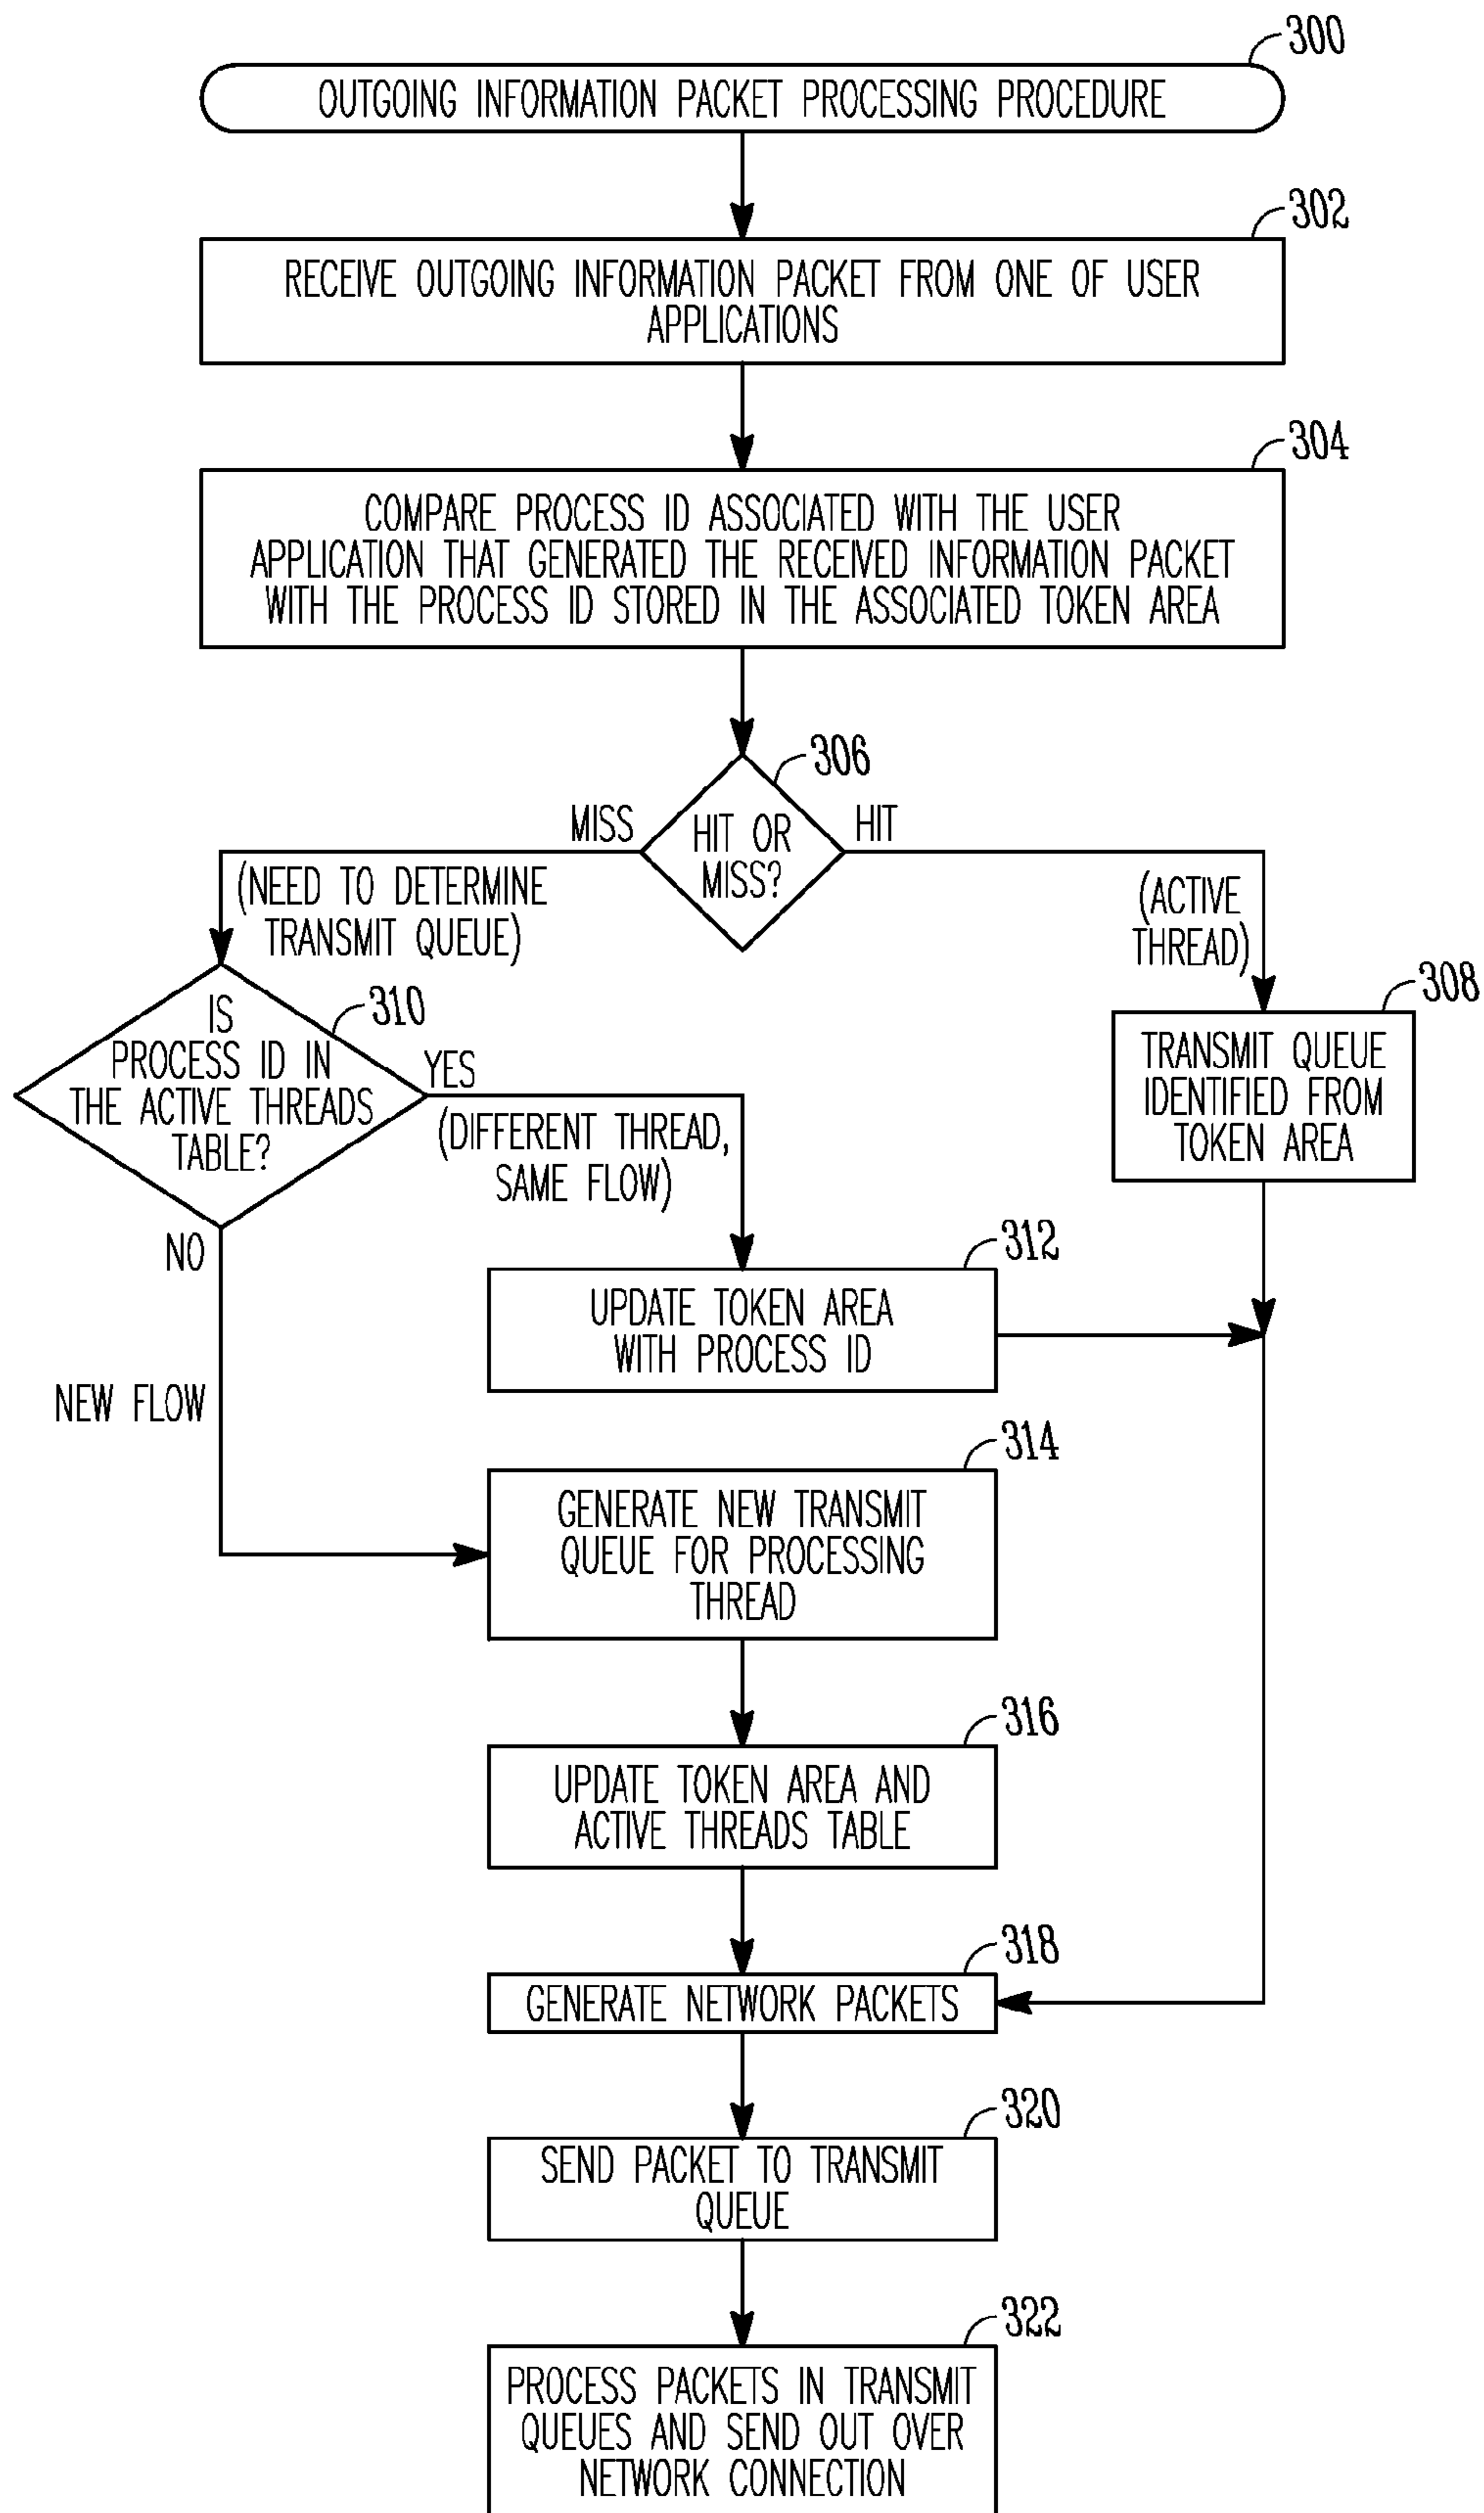 300
OUTGOING INFORMATION PACKET PROCESSING PROCEDURE
302
RECEIVE OUTGOING INFORMATION PACKET FROM ONE OF USER
APPLICATIONS
304
COMPARE PROCESS ID ASSOCIATED WITH THE USER
APPLICATION THAT GENERATED THE RECEIVED INFORMATION PACKET
WITH THE PROCESS ID STORED IN THE ASSOCIATED TOKEN AREA
306
HIT OR
MISS?
MISS
(NEED TO DETERMINE
TRANSMIT QUEUE)
HIT
(ACTIVE
THREAD)
308
TRANSMIT QUEUE
IDENTIFIED FROM
TOKEN AREA
310
IS
PROCESS ID IN
THE ACTIVE THREADS
TABLE?
YES
(DIFFERENT THREAD,
SAME FLOW)
312
UPDATE TOKEN AREA
WITH PROCESS ID
NO
NEW FLOW
314
GENERATE NEW TRANSMIT
QUEUE FOR PROCESSING
THREAD
316
UPDATE TOKEN AREA AND
ACTIVE THREADS TABLE
318
GENERATE NETWORK PACKETS
320
SEND PACKET TO TRANSMIT
QUEUE
322
PROCESS PACKETS IN TRANSMIT
QUEUES AND SEND OUT OVER
NETWORK CONNECTION